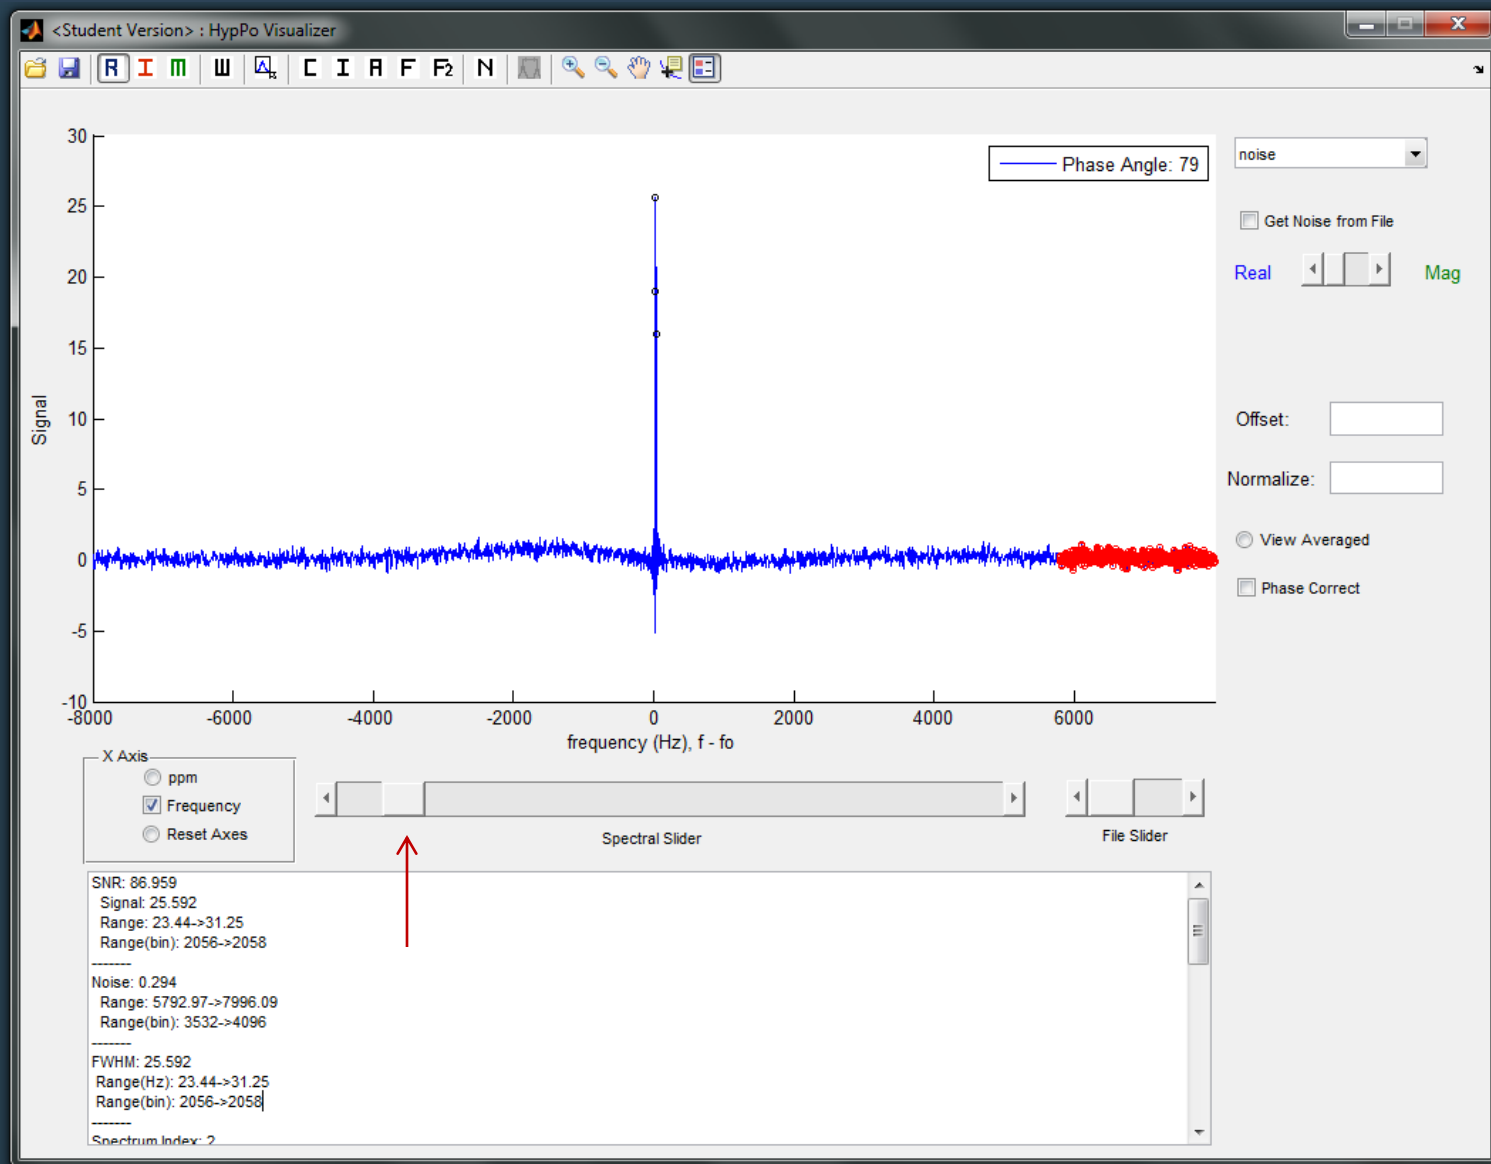 <Student Version> : HypPo Visualizer
R I M W C I A F F2 N
30
25
20
15
10
5
0
-5
-10
Signal
Phase Angle: 79
-8000 -6000 -4000 -2000 0 2000 4000 6000
frequency (Hz), f - fo
noise
Get Noise from File
Real Mag
Offset:
Normalize:
View Averaged
Phase Correct
X Axis
ppm
Frequency
Reset Axes
Spectral Slider
File Slider
SNR: 86.959
Signal: 25.592
Range: 23.44->31.25
Range(bin): 2056->2058
-------
Noise: 0.294
Range: 5792.97->7996.09
Range(bin): 3532->4096
-------
FWHM: 25.592
Range(Hz): 23.44->31.25
Range(bin): 2056->2058
-------
Spectrum Index: 2